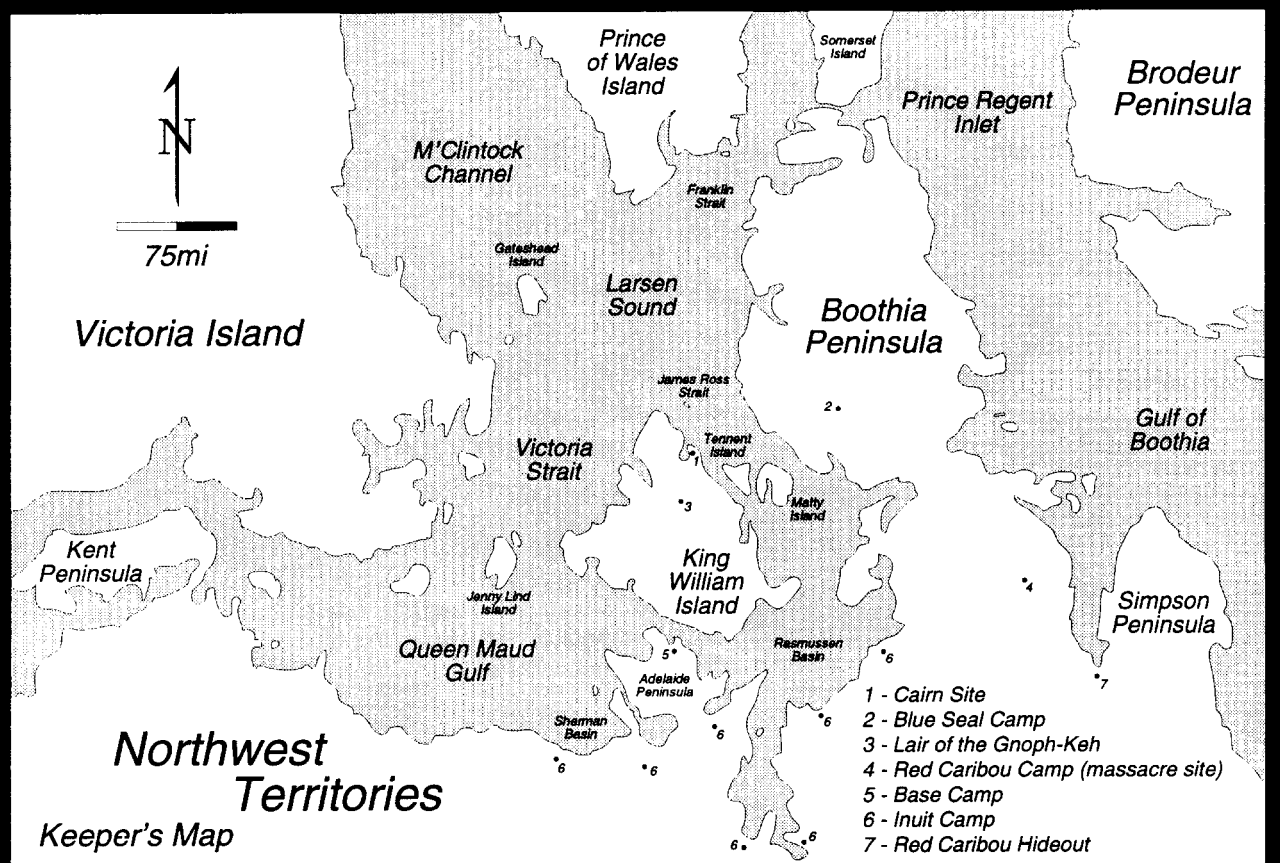 Prince
of Wales
Island
Somerset
Island
Brodeur
Peninsula
Prince Regent
Inlet
N
M'Clintock
Channel
Franklin
Strait
75mi
Gateshead
Island
Larsen
Sound
Victoria Island
Boothia
Peninsula
James Ross
Strait
2
Gulf of
Boothia
Victoria
Strait
Tennent
Island
1
Matty
Island
3
Kent
Peninsula
King
William
Island
4
Jenny Lind
Island
Simpson
Peninsula
Queen Maud
Gulf
5
Rasmussen
Basin
6
Adelaide
Peninsula
7
Sherman
Basin
6
6
6
6
6
6
Northwest
Territories
Keeper's Map
1 - Cairn Site
2 - Blue Seal Camp
3 - Lair of the Gnoph-Keh
4 - Red Caribou Camp (massacre site)
5 - Base Camp
6 - Inuit Camp
7 - Red Caribou Hideout